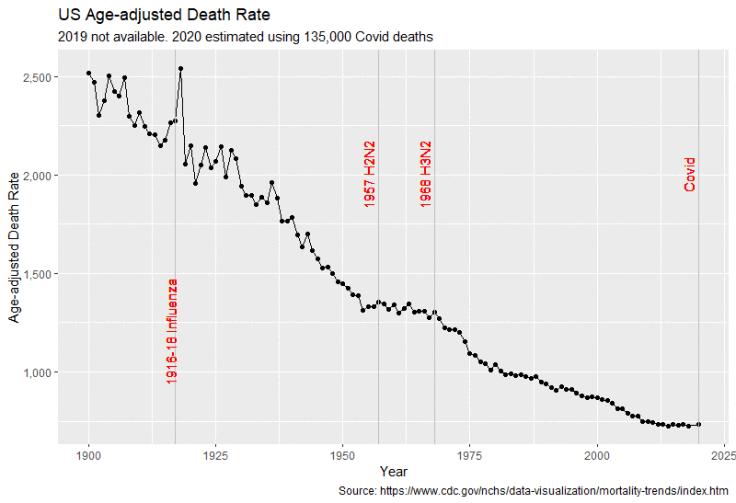 US Age-adjusted Death Rate
2019 not available. 2020 estimated using 135,000 Covid deaths
Age-adjusted Death Rate
2,500
2,000
1,500
1,000
1916-18 Influenza
1957 H2N2
1968 H3N2
Covid
1900
1925
1950
1975
2000
2025
Year
Source: https://www.cdc.gov/nchs/data-visualization/mortality-trends/index.htm